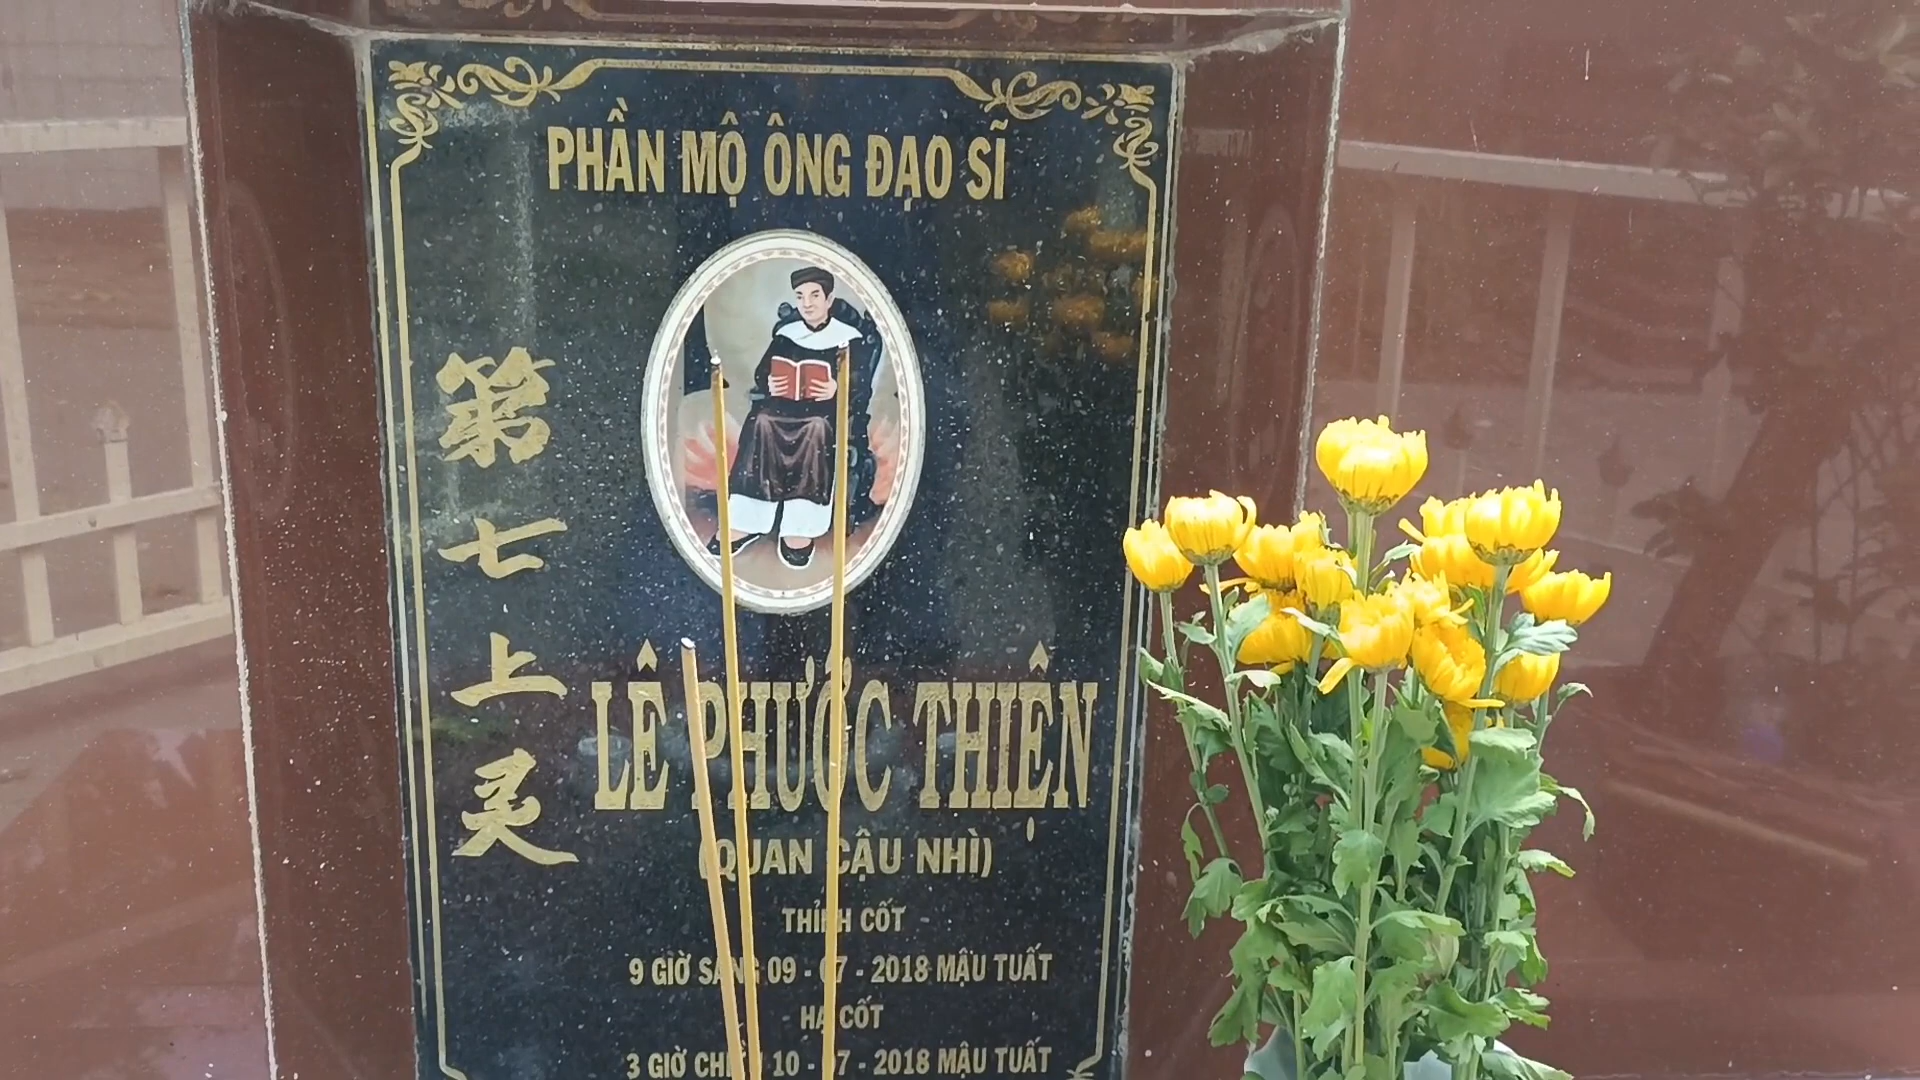 PHẦN MỘ ÔNG ĐẠO SĨ
第七上灵
LÊ PHƯỚC THIỆN
(QUAN CẬU NHÌ)
THỈNH CỐT
9 GIỜ SÁNG 09 - 07 - 2018 MẬU TUẤT
HẠ CỐT
3 GIỜ CHIỀU 10 - 07 - 2018 MẬU TUẤT